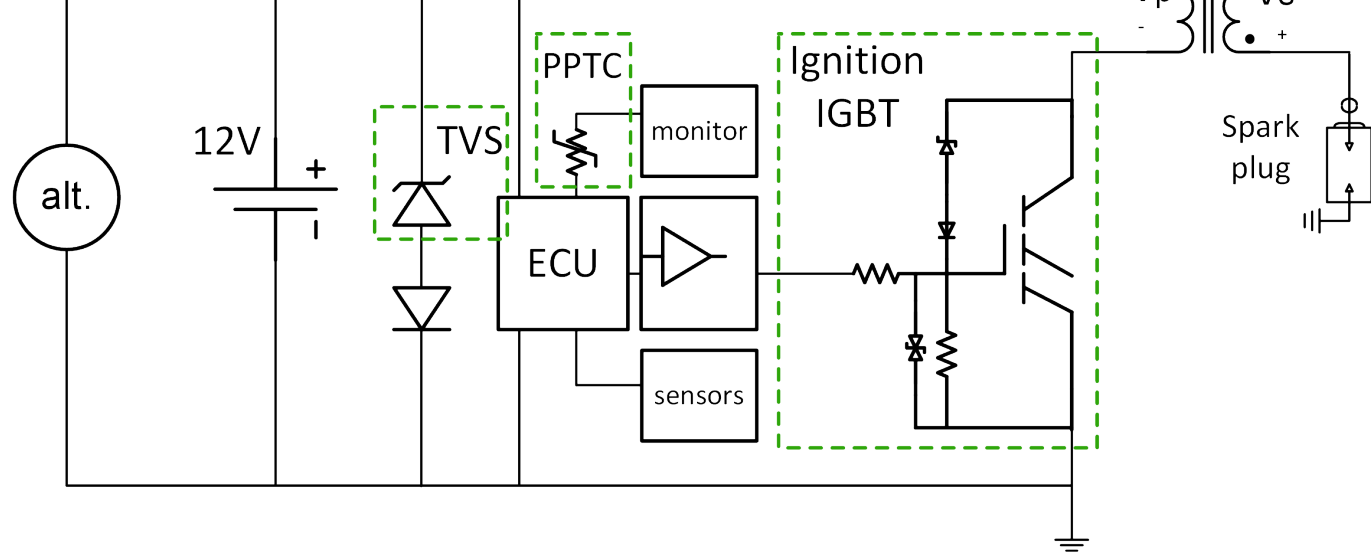 PPTC
Ignition
IGBT
monitor
12V
+
TVS
-
+
Spark
plug
alt.
ECU
sensors